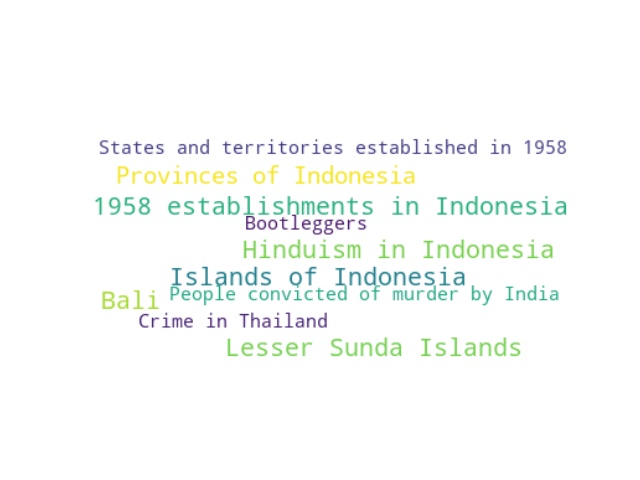 States and territories established in 1958
Provinces of Indonesia
1958 establishments in Indonesia
Bootleggers
Hinduism in Indonesia
Islands of Indonesia
People convicted of murder by India
Bali
Crime in Thailand
Lesser Sunda Islands